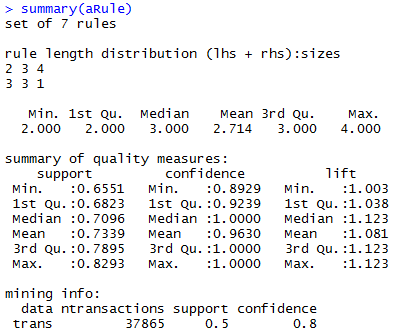 > summary(aRule)
set of 7 rules
rule length distribution (lhs + rhs):sizes
2 3 4
3 3 1
Min. 1st Qu. Median Mean 3rd Qu. Max.
2.000 2.000 3.000 2.714 3.000 4.000
summary of quality measures:
support confidence lift
Min. :0.6551 Min. :0.8929 Min. :1.003
1st Qu.:0.6823 1st Qu.:0.9239 1st Qu.:1.038
Median :0.7096 Median :1.0000 Median :1.123
Mean :0.7339 Mean :0.9630 Mean :1.081
3rd Qu.:0.7895 3rd Qu.:1.0000 3rd Qu.:1.123
Max. :0.8293 Max. :1.0000 Max. :1.123
mining info:
data ntransactions support confidence
trans 37865 0.5 0.8